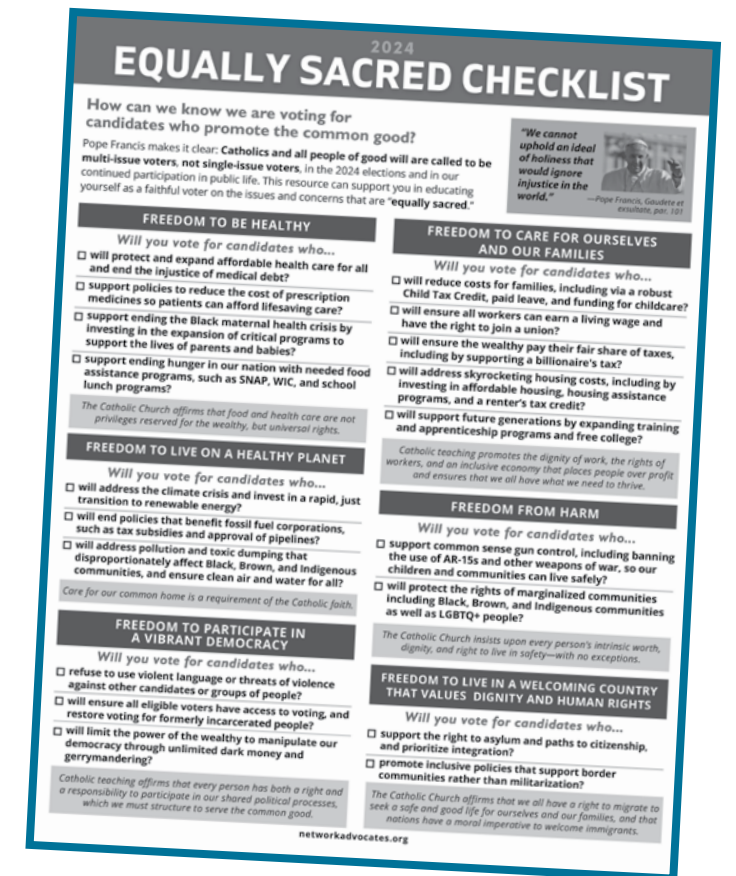 2024
EQUALLY SACRED CHECKLIST
How can we know we are voting for
candidates who promote the common good?
Pope Francis makes it clear: Catholics and all people of good will are called to be
multi-issue voters, not single-issue voters, in the 2024 elections and in our
continued participation in public life. This resource can support you in educating
yourself as a faithful voter on the issues and concerns that are "equally sacred."
"We cannot
uphold an ideal
of holiness that
would ignore
injustice in the
world."
—Pope Francis, Gaudete et
exsultate, par. 101
FREEDOM TO BE HEALTHY
Will you vote for candidates who...
☐ will protect and expand affordable health care for all
and end the injustice of medical debt?
☐ support policies to reduce the cost of prescription
medicines so patients can afford lifesaving care?
☐ support ending the Black maternal health crisis by
investing in the expansion of critical programs to
support the lives of parents and babies?
☐ support ending hunger in our nation with needed food
assistance programs, such as SNAP, WIC, and school
lunch programs?
The Catholic Church affirms that food and health care are not
privileges reserved for the wealthy, but universal rights.
FREEDOM TO LIVE ON A HEALTHY PLANET
Will you vote for candidates who...
☐ will address the climate crisis and invest in a rapid, just
transition to renewable energy?
☐ will end policies that benefit fossil fuel corporations,
such as tax subsidies and approval of pipelines?
☐ will address pollution and toxic dumping that
disproportionately affect Black, Brown, and Indigenous
communities, and ensure clean air and water for all?
Care for our common home is a requirement of the Catholic faith.
FREEDOM TO PARTICIPATE IN
A VIBRANT DEMOCRACY
Will you vote for candidates who...
☐ refuse to use violent language or threats of violence
against other candidates or groups of people?
☐ will ensure all eligible voters have access to voting, and
restore voting for formerly incarcerated people?
☐ will limit the power of the wealthy to manipulate our
democracy through unlimited dark money and
gerrymandering?
Catholic teaching affirms that every person has both a right and
a responsibility to participate in our shared political processes,
which we must structure to serve the common good.
FREEDOM TO CARE FOR OURSELVES
AND OUR FAMILIES
Will you vote for candidates who...
☐ will reduce costs for families, including via a robust
Child Tax Credit, paid leave, and funding for childcare?
☐ will ensure all workers can earn a living wage and
have the right to join a union?
☐ will ensure the wealthy pay their fair share of taxes,
including by supporting a billionaire's tax?
☐ will address skyrocketing housing costs, including by
investing in affordable housing, housing assistance
programs, and a renter's tax credit?
☐ will support future generations by expanding training
and apprenticeship programs and free college?
Catholic teaching promotes the dignity of work, the rights of
workers, and an inclusive economy that places people over profit
and ensures that we all have what we need to thrive.
FREEDOM FROM HARM
Will you vote for candidates who...
☐ support common sense gun control, including banning
the use of AR-15s and other weapons of war, so our
children and communities can live safely?
☐ will protect the rights of marginalized communities
including Black, Brown, and Indigenous communities
as well as LGBTQ+ people?
The Catholic Church insists upon every person's intrinsic worth,
dignity, and right to live in safety—with no exceptions.
FREEDOM TO LIVE IN A WELCOMING COUNTRY
THAT VALUES DIGNITY AND HUMAN RIGHTS
Will you vote for candidates who...
☐ support the right to asylum and paths to citizenship,
and prioritize integration?
☐ promote inclusive policies that support border
communities rather than militarization?
The Catholic Church affirms that we all have a right to migrate to
seek a safe and good life for ourselves and our families, and that
nations have a moral imperative to welcome immigrants.
networkadvocates.org